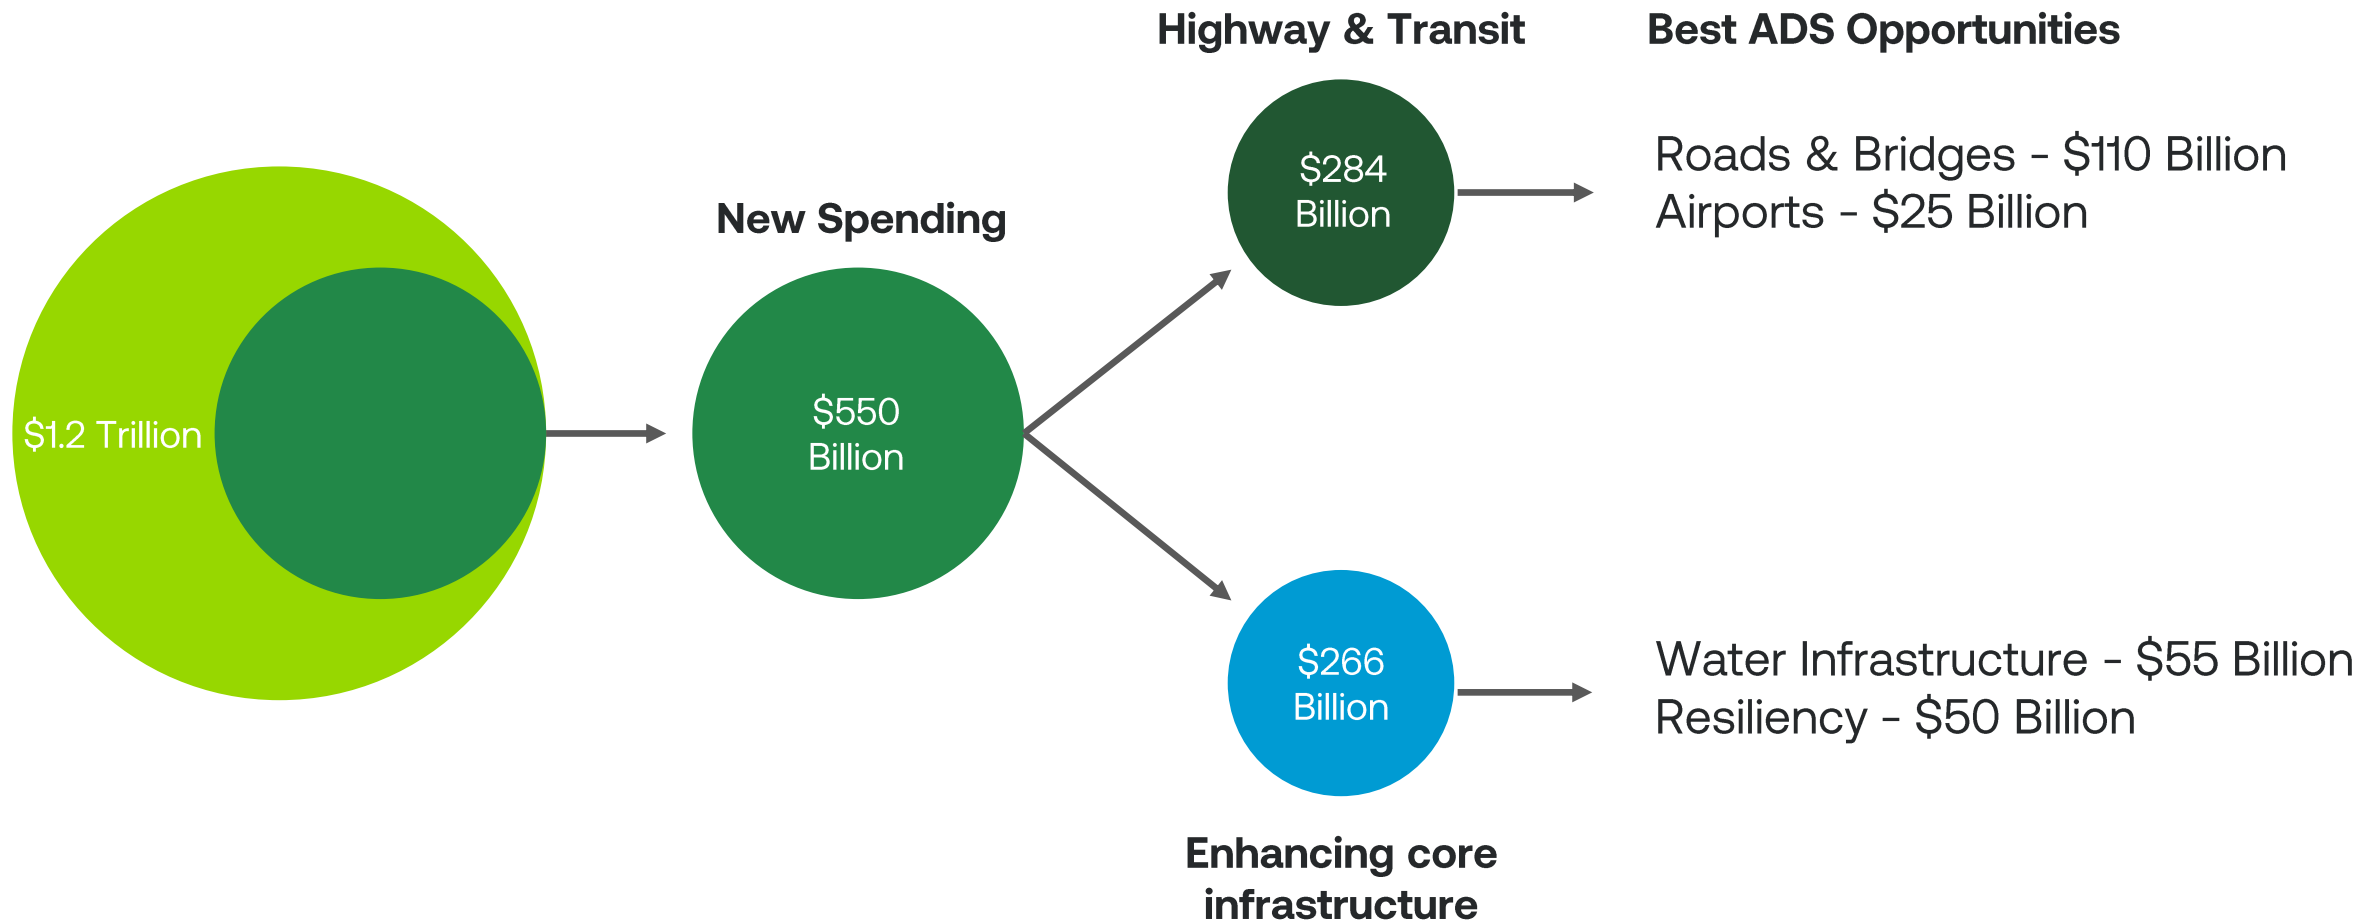 Highway & Transit
Best ADS Opportunities
$284
Billion
Roads & Bridges - $110 Billion
Airports - $25 Billion
New Spending
$1.2 Trillion
$550
Billion
$266
Billion
Water Infrastructure - $55 Billion
Resiliency - $50 Billion
Enhancing core
infrastructure